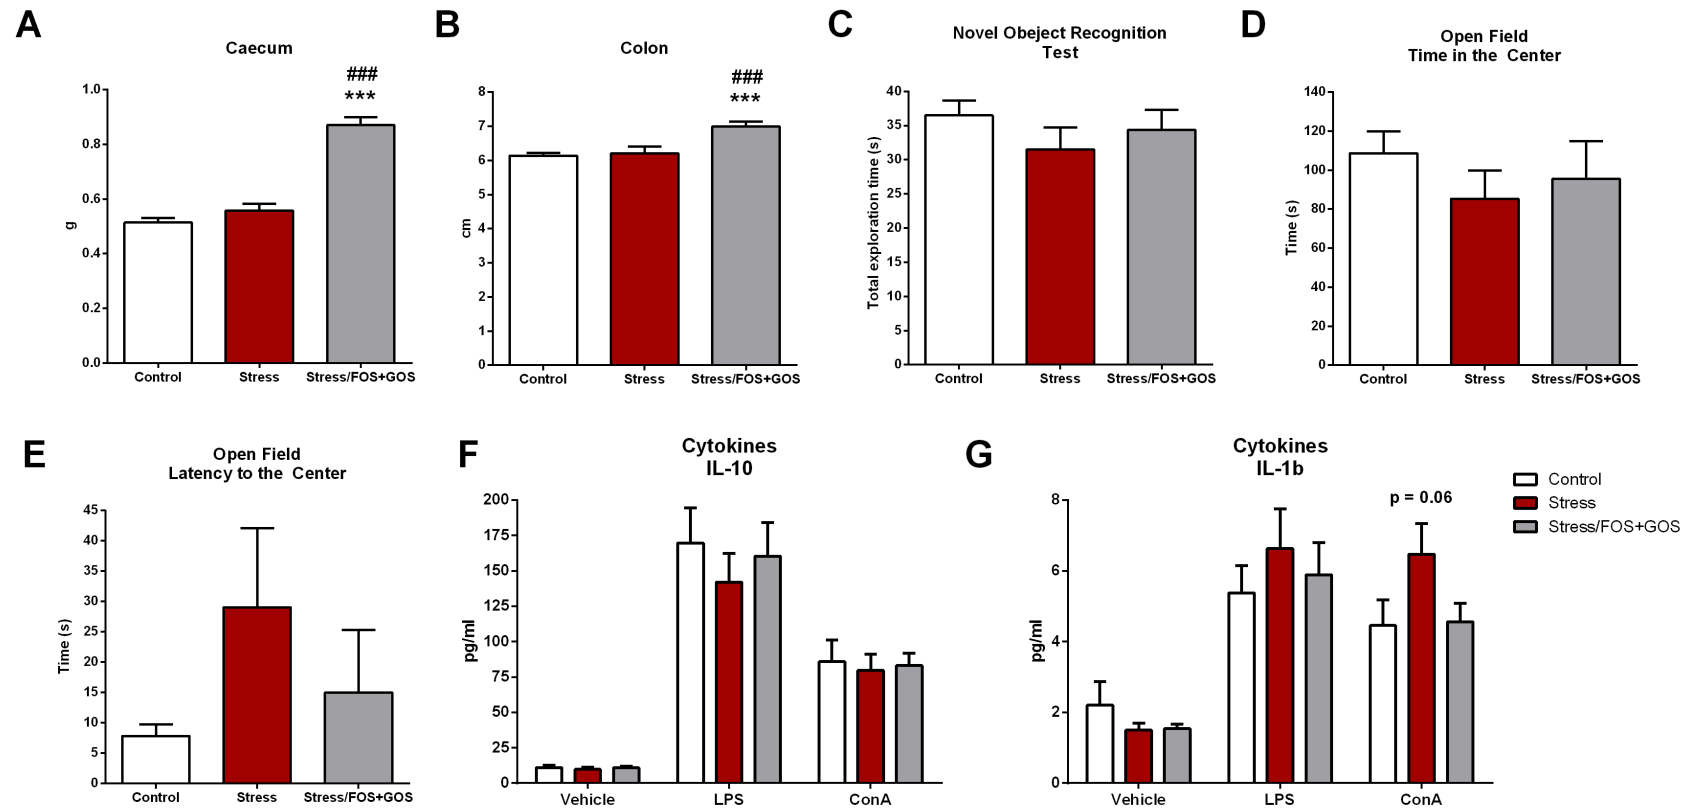 A
Caecum
###
***
1.0
0.8
0.6
0.4
0.2
0.0
g
Control Stress Stress/FOS+GOS
B
Colon
###
***
8
7
6
5
4
3
2
1
0
cm
Control Stress Stress/FOS+GOS
C
Novel Obeject Recognition
Test
40
35
30
25
20
15
10
5
0
Total exploration time (s)
Control Stress Stress/FOS+GOS
D
Open Field
Time in the Center
140
120
100
80
60
40
20
0
Time (s)
Control Stress Stress/FOS+GOS
E
Open Field
Latency to the Center
45
40
35
30
25
20
15
10
5
0
Time (s)
Control Stress Stress/FOS+GOS
F
Cytokines
IL-10
200
175
150
125
100
75
50
25
0
pg/ml
Vehicle LPS ConA
G
Cytokines
IL-1b
p = 0.06
8
6
4
2
0
pg/ml
Vehicle LPS ConA
Control
Stress
Stress/FOS+GOS